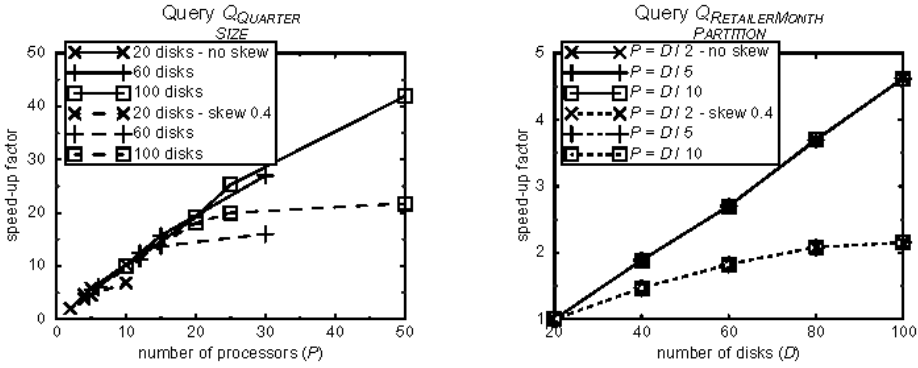 Query Q_QUARTER
SIZE
50
40
30
20
10
0
speed-up factor
20 disks - no skew
60 disks
100 disks
20 disks - skew 0.4
60 disks
100 disks
0 10 20 30 40 50
number of processors (P)
Query Q_RETAILERMONTH
PARTITION
5
4
3
2
1
speed-up factor
P = D / 2 - no skew
P = D / 5
P = D / 10
P = D / 2 - skew 0.4
P = D / 5
P = D / 10
20 40 60 80 100
number of disks (D)